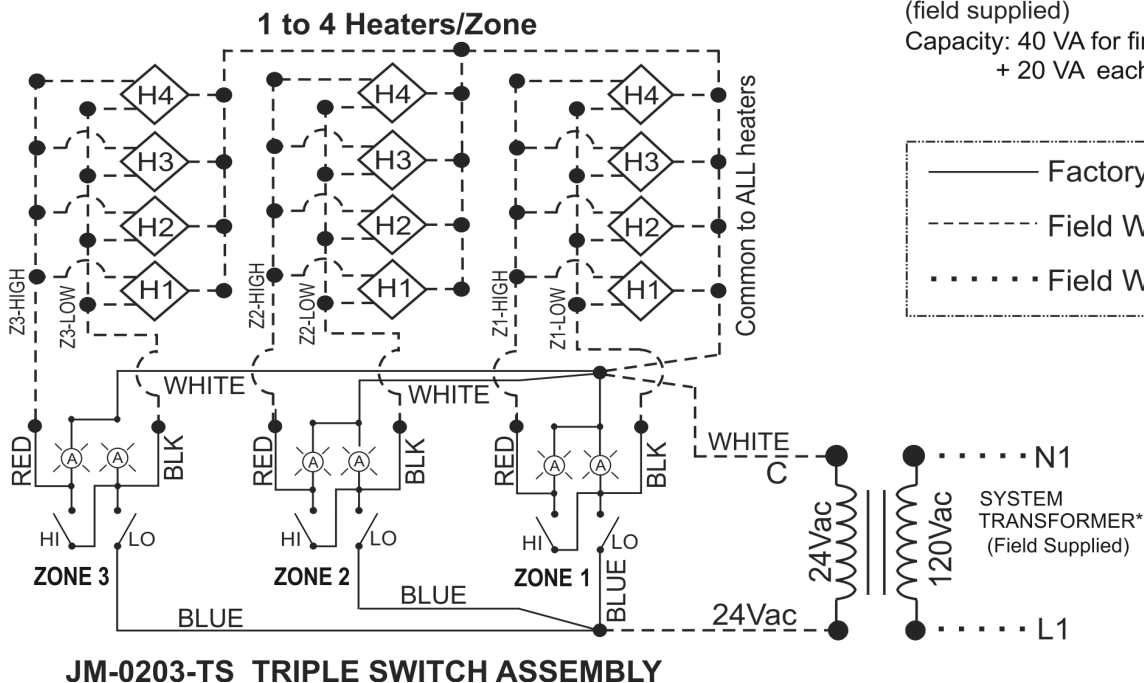 1 to 4 Heaters/Zone
(field supplied)
Capacity: 40 VA for
+ 20 VA each
H4
H4
H4
H3
H3
H3
H2
H2
H2
H1
H1
H1
Z3-HIGH
Z3-LOW
Z2-HIGH
Z2-LOW
Z1-HIGH
Z1-LOW
Common to ALL heaters
Factory
Field
Field
WHITE
WHITE
WHITE
C
RED
A
A
BLK
RED
A
A
BLK
RED
A
A
BLK
HI
LO
HI
LO
HI
LO
ZONE 3
ZONE 2
ZONE 1
BLUE
BLUE
BLUE
24Vac
24Vac
120Vac
N1
SYSTEM
TRANSFORMER*
(Field Supplied)
L1
JM-0203-TS TRIPLE SWITCH ASSEMBLY